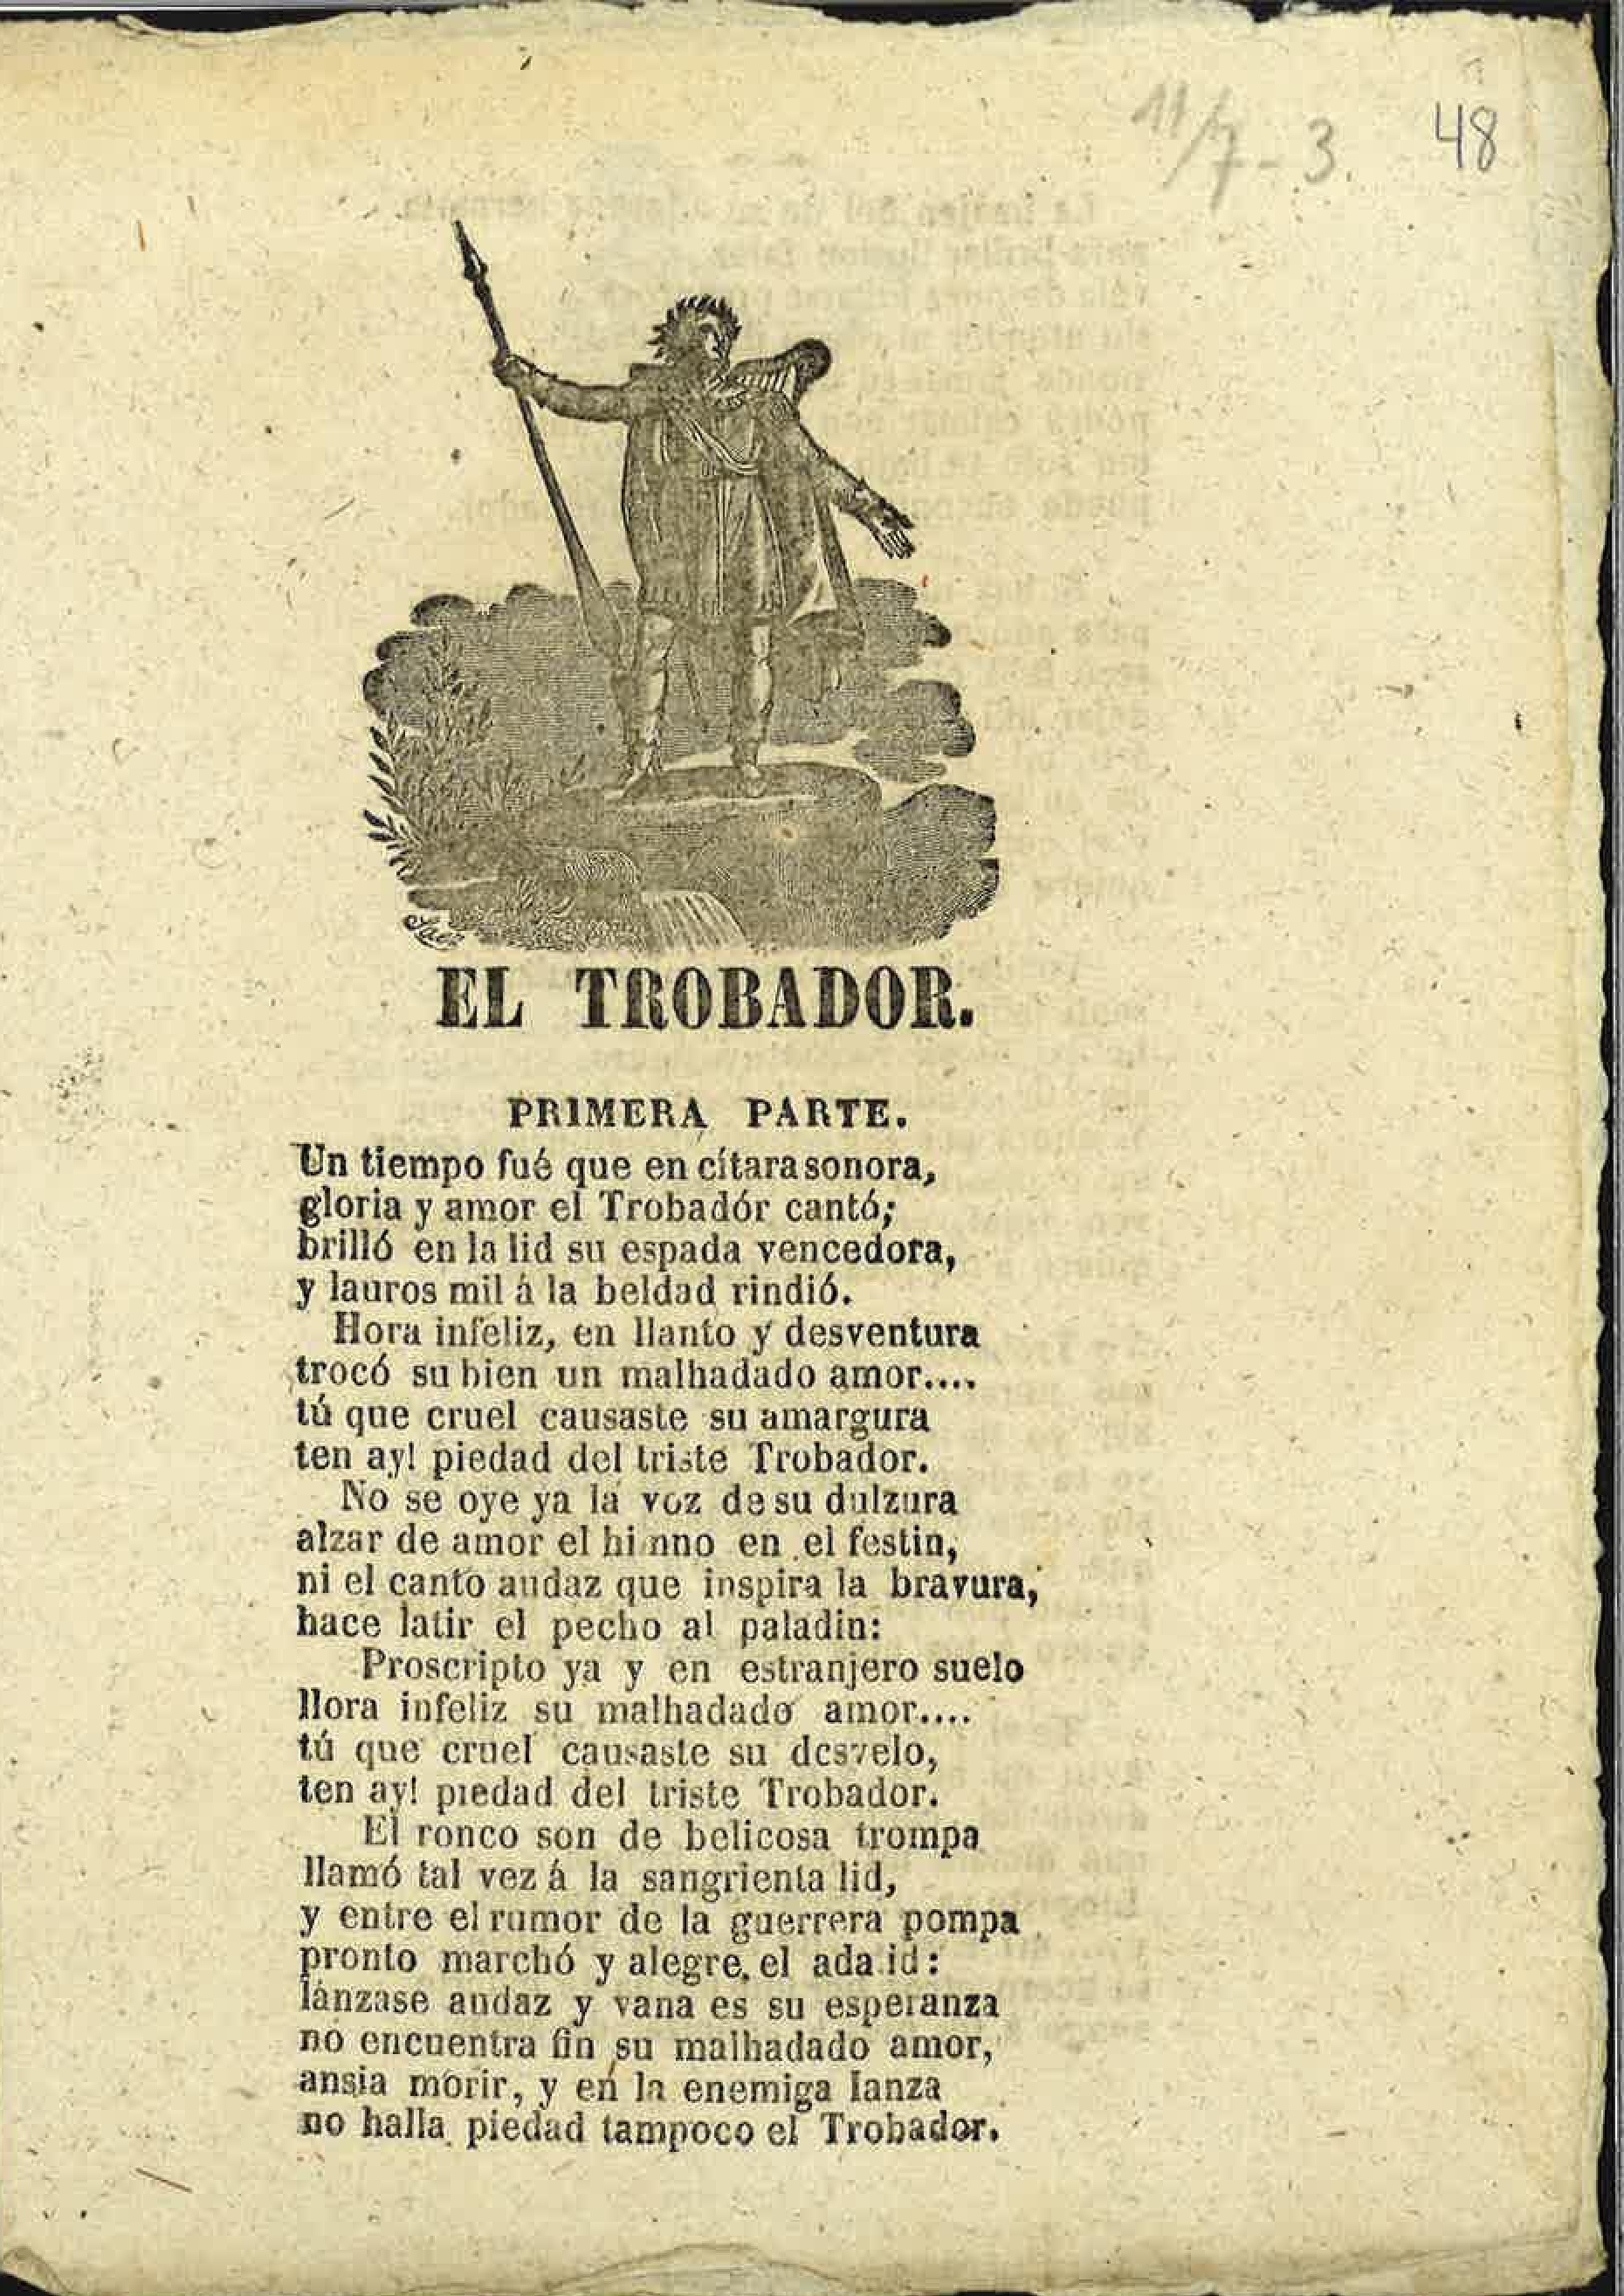 11/7-3 48
EL TROBADOR.
PRIMERA PARTE.
Un tiempo fué que en cítara sonora,
gloria y amor el Trobadór cantó;
brilló en la lid su espada vencedora,
y lauros mil á la beldad rindió.
Hora infeliz, en llanto y desventura
trocó su bien un malhadado amor....
tú que cruel causaste su amargura
ten ay! piedad del triste Trobador.
No se oye ya la voz de su dulzura
alzar de amor el himno en el festin,
ni el canto audaz que inspira la bravura,
hace latir el pecho al paladin:
Proscripto ya y en estranjero suelo
llora infeliz su malhadado amor....
tú que cruel causaste su desvelo,
ten ay! piedad del triste Trobador.
El ronco son de belicosa trompa
llamó tal vez á la sangrienta lid,
y entre el rumor de la guerrera pompa
pronto marchó y alegre el ada id:
lánzase audaz y vana es su esperanza
no encuentra fin su malhadado amor,
ansia morir, y en la enemiga lanza
no halla piedad tampoco el Trobador.